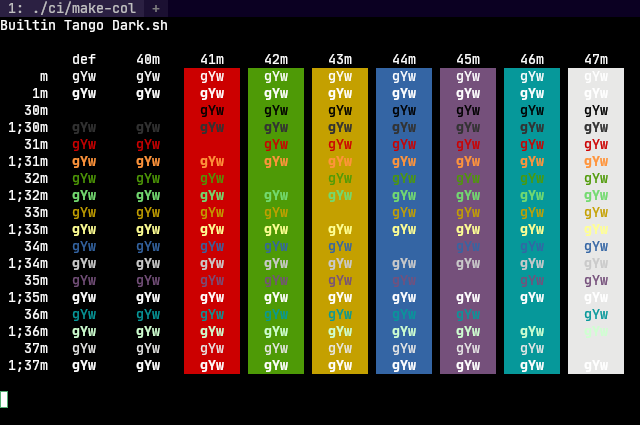 1: ./ci/make-col +
Builtin Tango Dark.sh
def 40m 41m 42m 43m 44m 45m 46m 47m
m gYw gYw gYw gYw gYw gYw gYw gYw gYw
1m gYw gYw gYw gYw gYw gYw gYw gYw gYw
30m gYw gYw gYw gYw gYw gYw gYw
1;30m gYw gYw gYw gYw gYw gYw gYw gYw gYw
31m gYw gYw gYw gYw gYw gYw gYw gYw
1;31m gYw gYw gYw gYw gYw gYw gYw gYw gYw
32m gYw gYw gYw gYw gYw gYw gYw gYw
1;32m gYw gYw gYw gYw gYw gYw gYw gYw gYw
33m gYw gYw gYw gYw gYw gYw gYw gYw
1;33m gYw gYw gYw gYw gYw gYw gYw gYw gYw
34m gYw gYw gYw gYw gYw gYw gYw gYw
1;34m gYw gYw gYw gYw gYw gYw gYw gYw gYw
35m gYw gYw gYw gYw gYw gYw gYw gYw
1;35m gYw gYw gYw gYw gYw gYw gYw gYw gYw
36m gYw gYw gYw gYw gYw gYw gYw gYw
1;36m gYw gYw gYw gYw gYw gYw gYw gYw gYw
37m gYw gYw gYw gYw gYw gYw gYw gYw
1;37m gYw gYw gYw gYw gYw gYw gYw gYw gYw